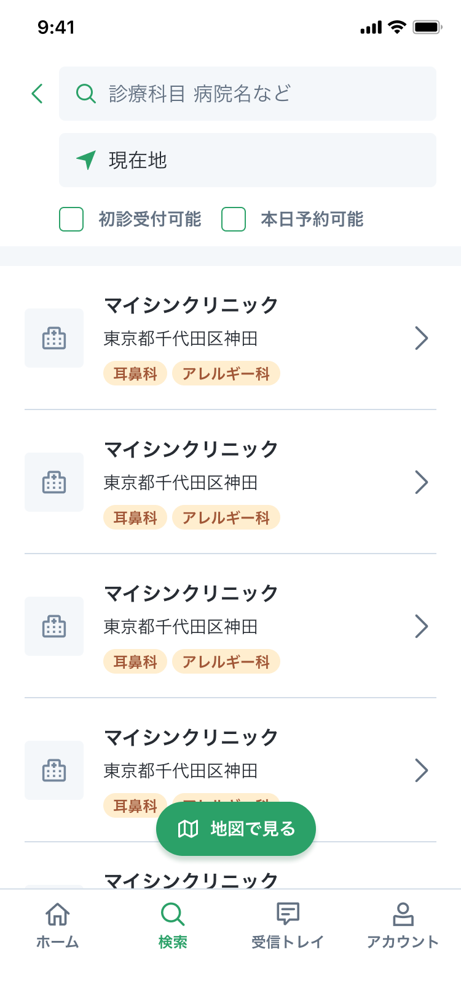 9:41
診療科目 病院名など
現在地
初診受付可能 本日予約可能
マイシンクリニック
東京都千代田区神田
耳鼻科 アレルギー科
マイシンクリニック
東京都千代田区神田
耳鼻科 アレルギー科
マイシンクリニック
東京都千代田区神田
耳鼻科 アレルギー科
マイシンクリニック
東京都千代田区神田
耳鼻科 アレルギー科
地図で見る
マイシンクリニック
ホーム 検索 受信トレイ アカウント